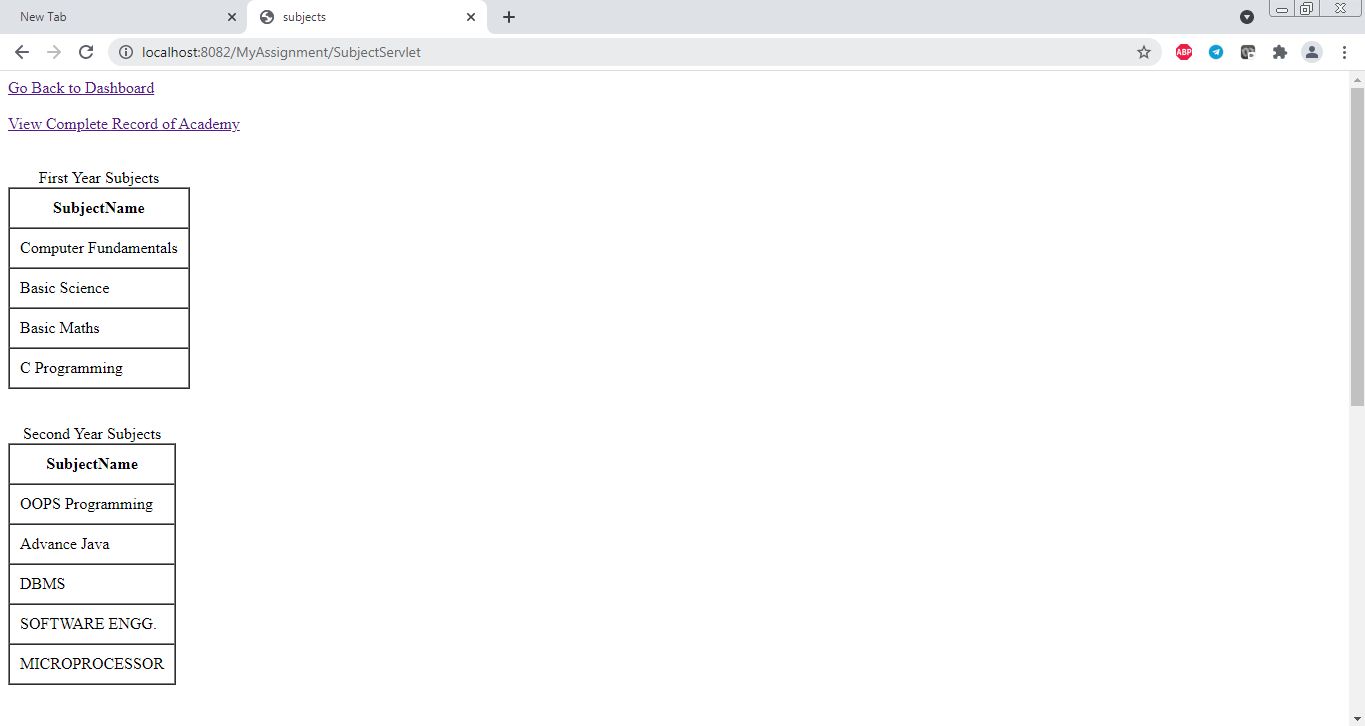 New Tab
subjects
localhost:8082/MyAssignment/SubjectServlet
ABP
Go Back to Dashboard
View Complete Record of Academy
First Year Subjects
SubjectName
Computer Fundamentals
Basic Science
Basic Maths
C Programming
Second Year Subjects
SubjectName
OOPS Programming
Advance Java
DBMS
SOFTWARE ENGG.
MICROPROCESSOR